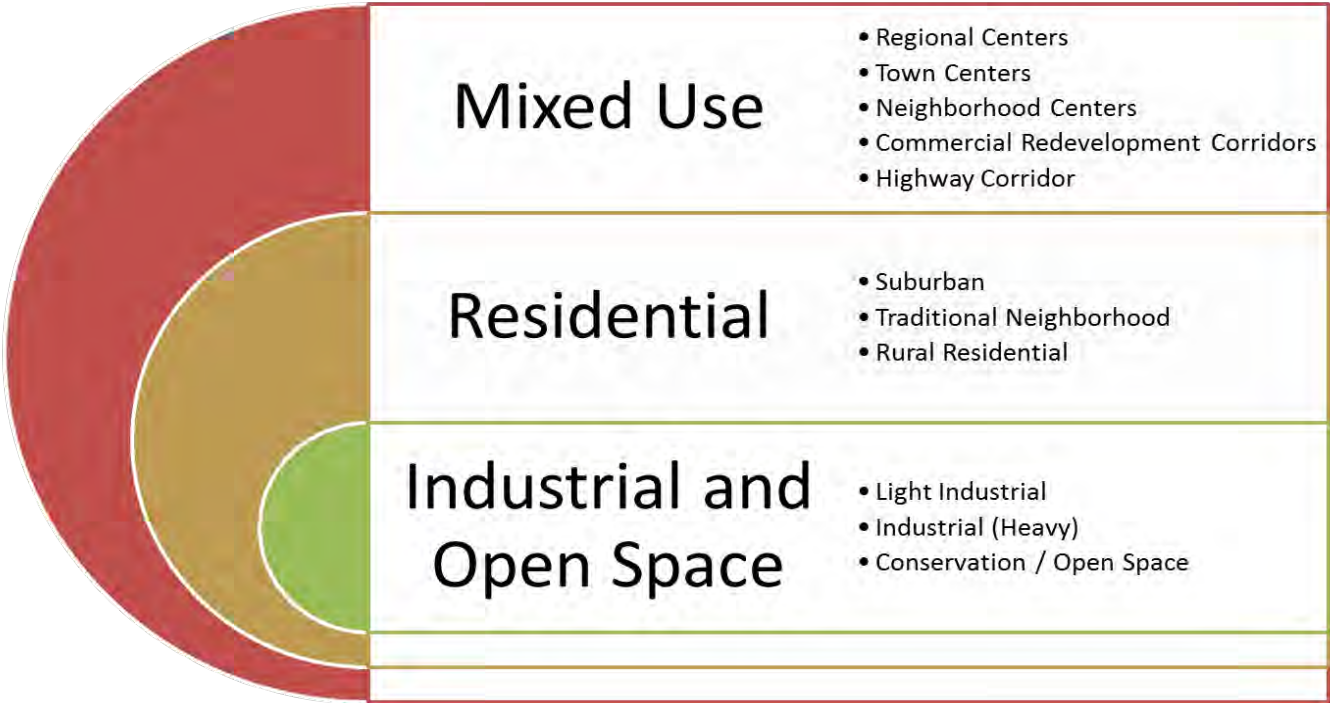 Mixed Use
• Regional Centers
• Town Centers
• Neighborhood Centers
• Commercial Redevelopment Corridors
• Highway Corridor
Residential
• Suburban
• Traditional Neighborhood
• Rural Residential
Industrial and
Open Space
• Light Industrial
• Industrial (Heavy)
• Conservation / Open Space